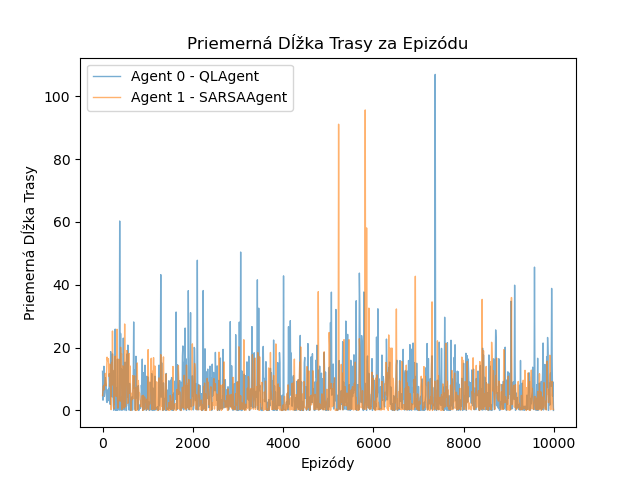 Priemerná Dĺžka Trasy za Epizódu
Agent 0 - QLAgent
Agent 1 - SARSAAgent
Priemerná Dĺžka Trasy
100
80
60
40
20
0
0 2000 4000 6000 8000 10000
Epizódy